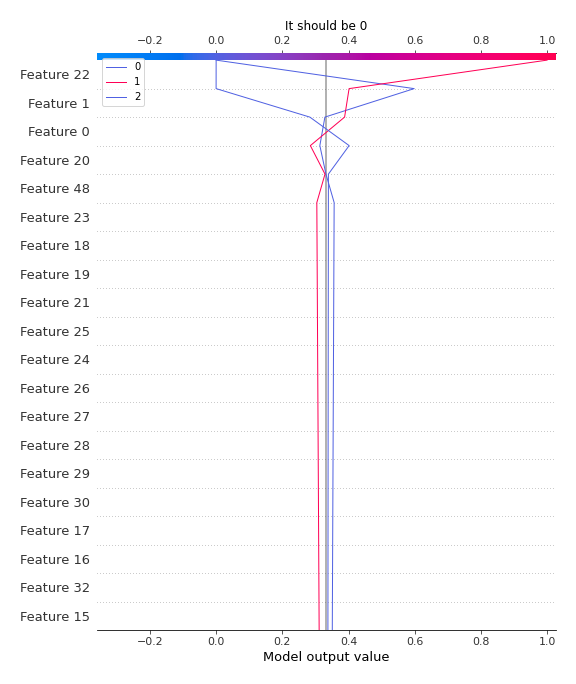 It should be 0
−0.2 0.0 0.2 0.4 0.6 0.8 1.0
0
1
2
Feature 22
Feature 1
Feature 0
Feature 20
Feature 48
Feature 23
Feature 18
Feature 19
Feature 21
Feature 25
Feature 24
Feature 26
Feature 27
Feature 28
Feature 29
Feature 30
Feature 17
Feature 16
Feature 32
Feature 15
−0.2 0.0 0.2 0.4 0.6 0.8 1.0
Model output value